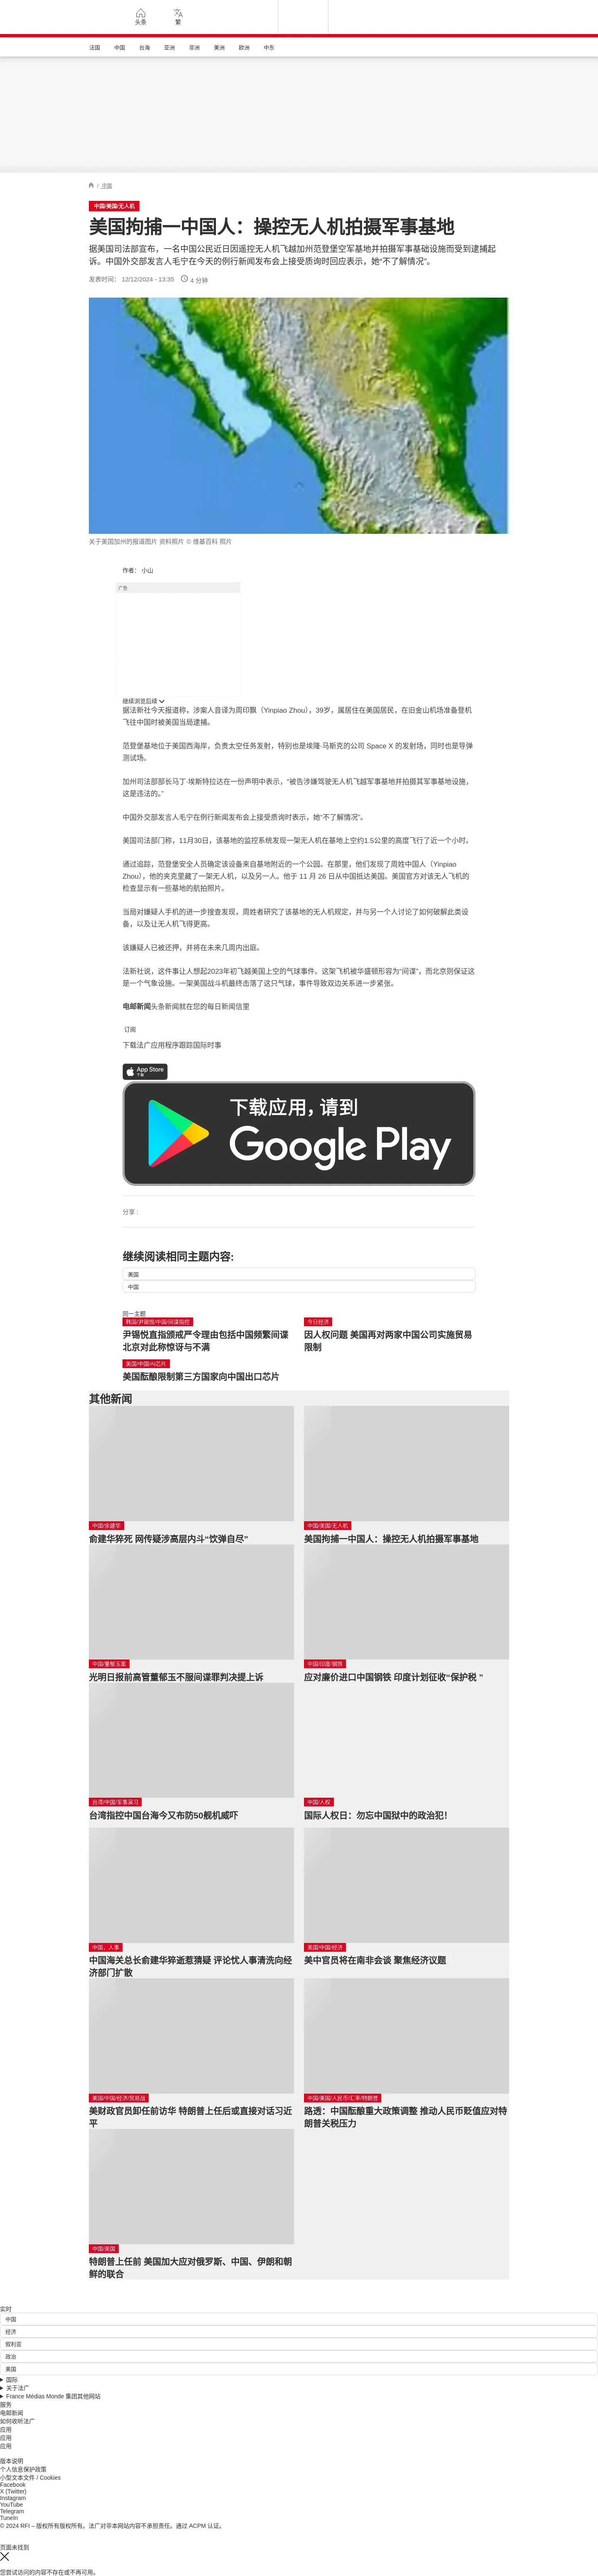 头条
繁
法国 中国 台海 亚洲 非洲 美洲 欧洲 中东
/ 中国
中国/美国/无人机
美国拘捕一中国人：操控无人机拍摄军事基地
据美国司法部宣布，一名中国公民近日因遥控无人机飞越加州范登堡空军基地并拍摄军事基础设施而受到逮捕起
诉。中国外交部发言人毛宁在今天的例行新闻发布会上接受质询时回应表示，她“不了解情况”。
发表时间： 12/12/2024 - 13:35 4 分钟
关于美国加州的报道图片 资料照片 © 维基百科 照片
作者： 小山
广告
继续浏览后续
据法新社今天报道称，涉案人音译为周印飘（Yinpiao Zhou），39岁，属居住在美国居民，在旧金山机场准备登机
飞往中国时被美国当局逮捕。
范登堡基地位于美国西海岸，负责太空任务发射，特别也是埃隆·马斯克的公司 Space X 的发射场，同时也是导弹
测试场。
加州司法部部长马丁·埃斯特拉达在一份声明中表示，“被告涉嫌驾驶无人机飞越军事基地并拍摄其军事基地设施，
这是违法的。”
中国外交部发言人毛宁在例行新闻发布会上接受质询时表示，她“不了解情况”。
美国司法部门称，11月30日，该基地的监控系统发现一架无人机在基地上空约1.5公里的高度飞行了近一个小时。
通过追踪，范登堡安全人员确定该设备来自基地附近的一个公园。在那里，他们发现了周姓中国人（Yinpiao
Zhou），他的夹克里藏了一架无人机，以及另一人。他于 11 月 26 日从中国抵达美国。美国官方对该无人飞机的
检查显示有一些基地的航拍照片。
当局对嫌疑人手机的进一步搜查发现，周姓者研究了该基地的无人机规定，并与另一个人讨论了如何破解此类设
备，以及让无人机飞得更高。
该嫌疑人已被还押，并将在未来几周内出庭。
法新社说，这件事让人想起2023年初飞越美国上空的气球事件。这架飞机被华盛顿形容为“间谍”，而北京则保证这
是一个气象设施。一架美国战斗机最终击落了这只气球，事件导致双边关系进一步紧张。
电邮新闻头条新闻就在您的每日新闻信里
订阅
下载法广应用程序跟踪国际时事
App Store
下载
下载应用，请到
Google Play
分享 :
继续阅读相同主题内容:
美国
中国
同一主题
韩国/尹锡悦/中国/间谍指控
尹锡悦直指颁戒严令理由包括中国频繁间谍
北京对此称惊讶与不满
今日经济
因人权问题 美国再对两家中国公司实施贸易
限制
美国/中国/AI芯片
美国酝酿限制第三方国家向中国出口芯片
其他新闻
中国/余建华
俞建华猝死 网传疑涉高层内斗“饮弹自尽”
中国/美国/无人机
美国拘捕一中国人：操控无人机拍摄军事基地
中国/董郁玉案
光明日报前高管董郁玉不服间谍罪判决提上诉
中国/印度/钢铁
应对廉价进口中国钢铁 印度计划征收“保护税 ”
台湾/中国/军事演习
台湾指控中国台海今又布防50舰机威吓
中国/人权
国际人权日：勿忘中国狱中的政治犯！
中国，人事
中国海关总长俞建华猝逝惹猜疑 评论忧人事清洗向经
济部门扩散
美国/中国/经济
美中官员将在南非会谈 聚焦经济议题
美国/中国/经济/贸易战
美财政官员卸任前访华 特朗普上任后或直接对话习近
平
中国/美国/人民币/汇率/特朗普
路透：中国酝酿重大政策调整 推动人民币贬值应对特
朗普关税压力
中国/美国
特朗普上任前 美国加大应对俄罗斯、中国、伊朗和朝
鲜的联合
实时
中国
经济
叙利亚
政治
美国
国际
关于法广
France Médias Monde 集团其他网站
服务
电邮新闻
如何收听法广
应用
应用
应用
版本说明
个人信息保护政策
小型文本文件 / Cookies
Facebook
X (Twitter)
Instagram
YouTube
Telegram
TuneIn
© 2024 RFI – 版权所有版权所有。法广对非本网站内容不承担责任。通过 ACPM 认证。
页面未找到
您尝试访问的内容不存在或不再可用。